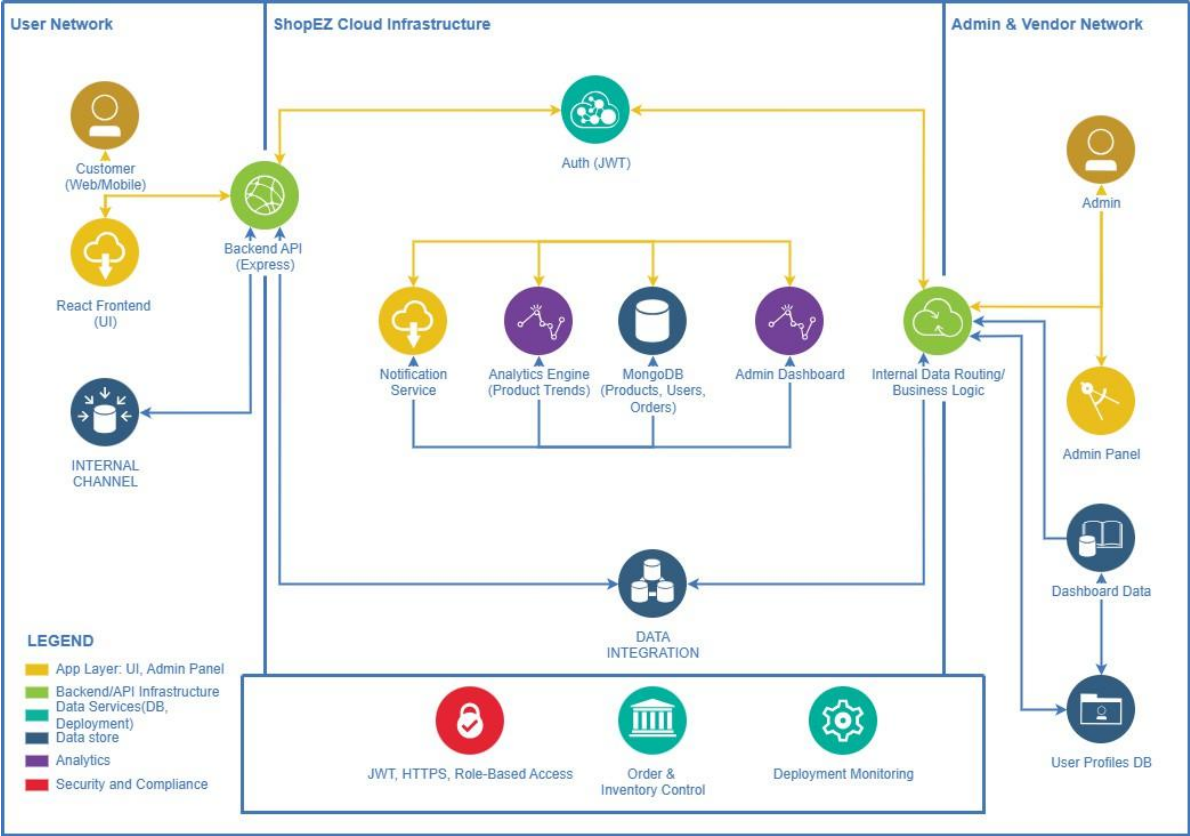 User Network
ShopEZ Cloud Infrastructure
Admin & Vendor Network
Customer
(Web/Mobile)
React Frontend
(UI)
INTERNAL
CHANNEL
Backend API
(Express)
Auth (JWT)
Notification
Service
Analytics Engine
(Product Trends)
MongoDB
(Products, Users,
Orders)
Admin Dashboard
Internal Data Routing/
Business Logic
DATA
INTEGRATION
Admin
Admin Panel
Dashboard Data
User Profiles DB
LEGEND
App Layer: UI, Admin Panel
Backend/API Infrastructure
Data Services(DB,
Deployment)
Data store
Analytics
Security and Compliance
JWT, HTTPS, Role-Based Access
Order &
Inventory Control
Deployment Monitoring